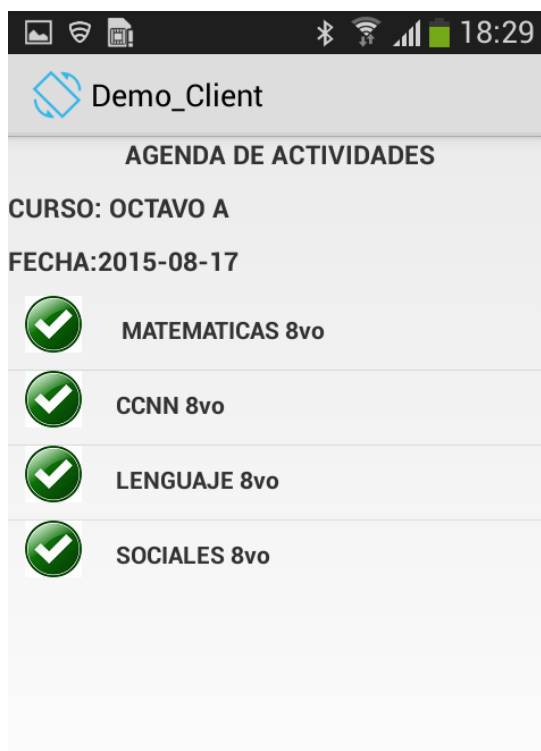 18:29
Demo_Client
AGENDA DE ACTIVIDADES
CURSO: OCTAVO A
FECHA:2015-08-17
MATEMATICAS 8vo
CCNN 8vo
LENGUAJE 8vo
SOCIALES 8vo